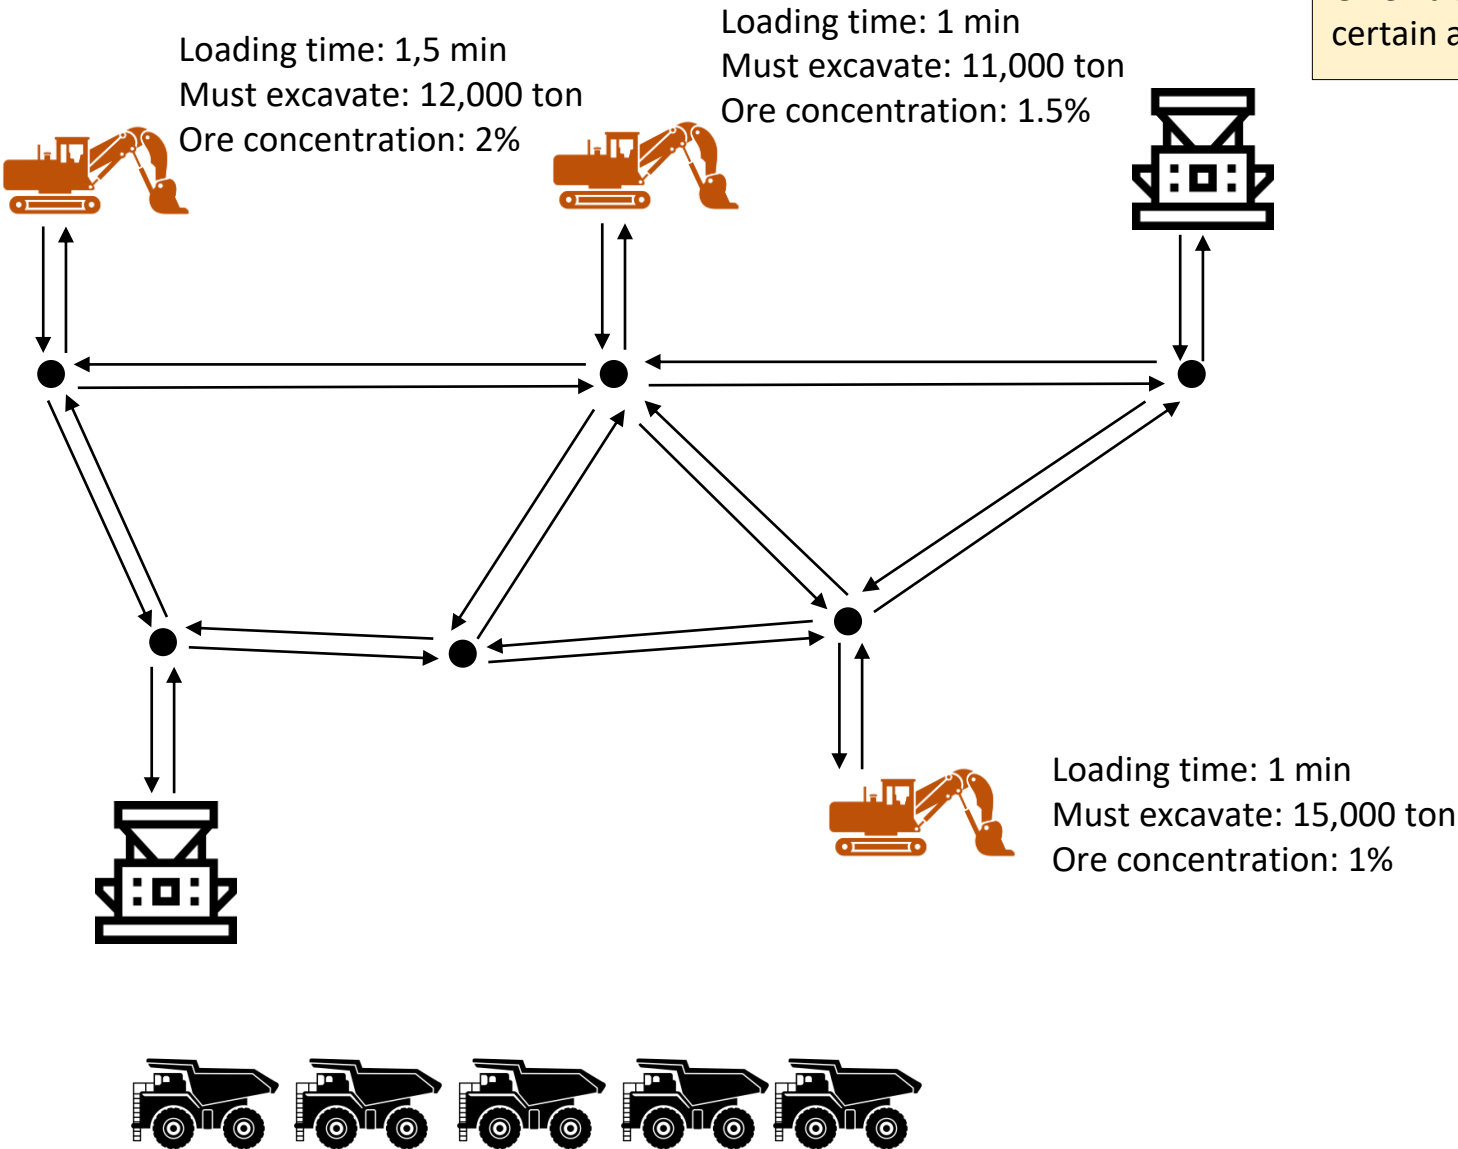 Loading time: 1,5 min
Must excavate: 12,000 ton
Ore concentration: 2%
Loading time: 1 min
Must excavate: 11,000 ton
Ore concentration: 1.5%
certain a
Loading time: 1 min
Must excavate: 15,000 ton
Ore concentration: 1%